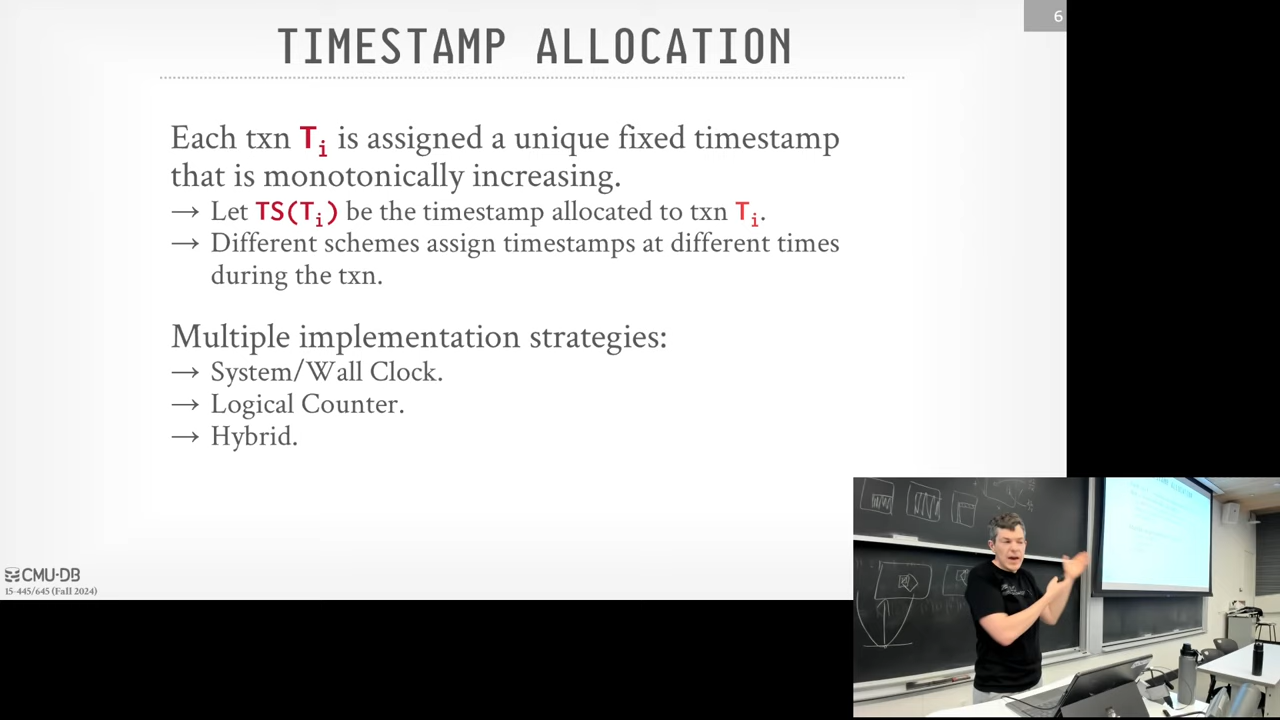 6
TIMESTAMP ALLOCATION
Each txn Ti is assigned a unique fixed timestamp
that is monotonically increasing.
→ Let TS(Ti) be the timestamp allocated to txn Ti.
→ Different schemes assign timestamps at different times
during the txn.
Multiple implementation strategies:
→ System/Wall Clock.
→ Logical Counter.
→ Hybrid.
CMU·DB
15-445/645 (Fall 2024)